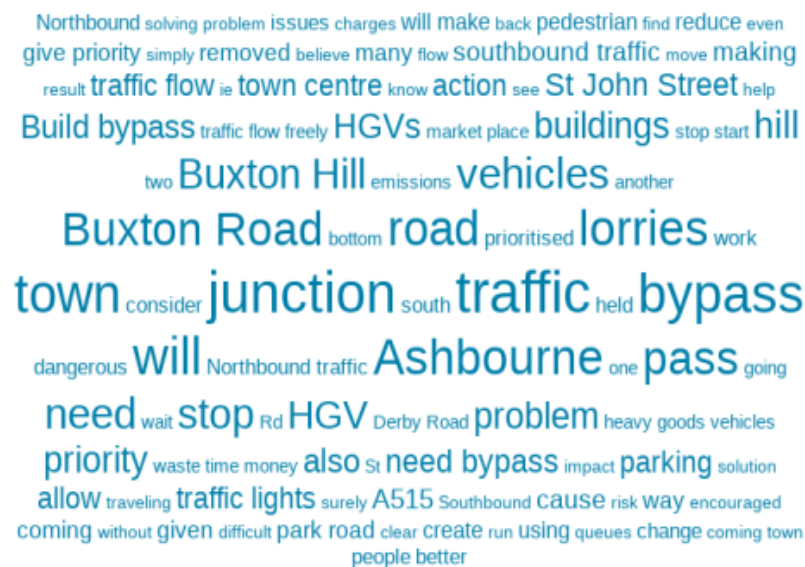 Northbound solving problem issues charges will make back pedestrian find reduce even
give priority simply removed believe many flow southbound traffic move making
result traffic flow ie town centre know action see St John Street help
Build bypass traffic flow freely HGVs market place buildings stop start hill
two Buxton Hill emissions vehicles another
Buxton Road bottom road prioritised lorries work
town consider junction south traffic held bypass
dangerous will Northbound traffic Ashbourne one pass going
need wait stop Rd HGV Derby Road problem heavy goods vehicles
priority waste time money also St need bypass impact parking solution
allow traveling traffic lights surely A515 Southbound cause risk way encouraged
coming without given difficult park road clear create run using queues change coming town
people better